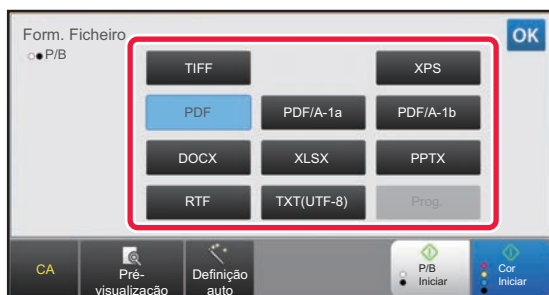 Form. Ficheiro
OK
P/B
TIFF
XPS
PDF
PDF/A-1a
PDF/A-1b
DOCX
XLSX
PPTX
RTF
TXT(UTF-8)
Prog.
CA
Pré-
visualização
Definição
auto
P/B
Iniciar
Cor
Iniciar